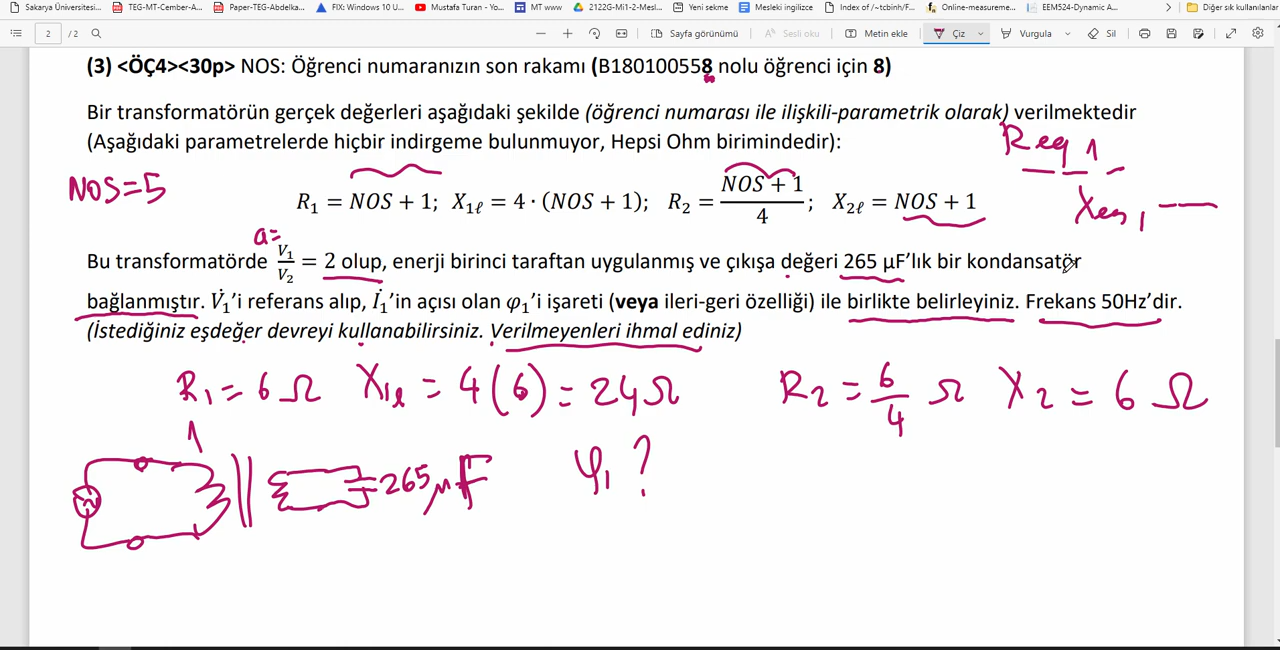 Sakarya Üniversitesi... TEG-MT-Cember-A... Paper-TEG-Abdelka... FIX: Windows 10 U... Mustafa Turan - Yo... MT www 2122G-Mi1-2-Mesl... Yeni sekme Mesleki ingilizce Index of /~tcbinh/F... Online-measureme... EEM524-Dynamic A... Diğer sık kullanılanlar
2 / 2 Sayfa görünümü Sesli oku Metin ekle Çiz Vurgula Sil
(3) <ÖÇ4><30p> NOS: Öğrenci numaranızın son rakamı (B180100558 nolu öğrenci için 8)
Bir transformatörün gerçek değerleri aşağıdaki şekilde (öğrenci numarası ile ilişkili-parametrik olarak) verilmektedir
(Aşağıdaki parametrelerde hiçbir indirgeme bulunmuyor, Hepsi Ohm birimindedir):
Req 1
NOS=5
R₁ = NOS + 1; X₁ℓ = 4 · (NOS + 1); R₂ = (NOS + 1)/4; X₂ℓ = NOS + 1
Xeq 1
a=
Bu transformatörde V₁/V₂ = 2 olup, enerji birinci taraftan uygulanmış ve çıkışa değeri 265 µF'lık bir kondansatör
bağlanmıştır. V̇₁'i referans alıp, İ₁'in açısı olan φ₁'i işareti (veya ileri-geri özelliği) ile birlikte belirleyiniz. Frekans 50Hz'dir.
(İstediğiniz eşdeğer devreyi kullanabilirsiniz. Verilmeyenleri ihmal ediniz)
R₁ = 6 Ω X₁ℓ = 4 (6) = 24 Ω R₂ = 6/4 Ω X₂ = 6 Ω
265 µF φ₁ ?